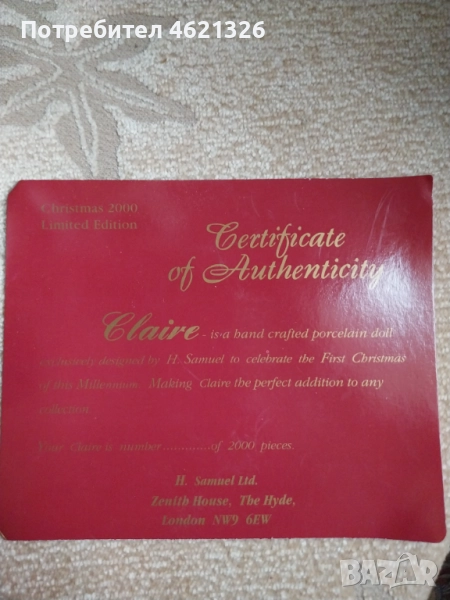 Потребител 4621326
Christmas 2000
Limited Edition
Certificate
of Authenticity
Claire - is a hand crafted porcelain doll
exclusively designed by H. Samuel to celebrate the First Christmas
of this Millennium. Making Claire the perfect addition to any
collection
Your Claire is number.............of 2000 pieces.
H. Samuel Ltd.
Zenith House, The Hyde,
London NW9 6EW
BAZAR